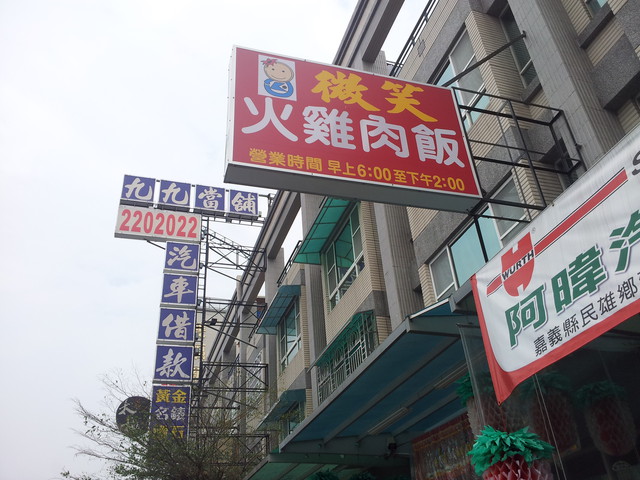 微笑
火雞肉飯
營業時間 早上6:00至下午2:00
九九當舖
2202022
汽車借款
黃金
名錶
WÜRTH
阿暐汽
嘉義縣民雄鄉